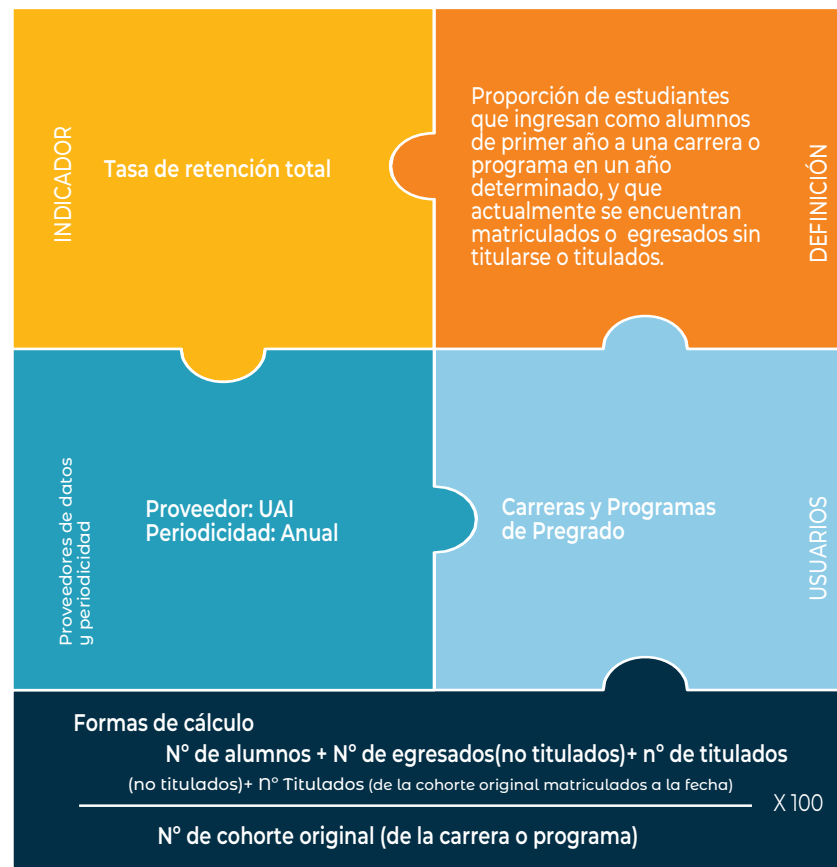 INDICADOR
Tasa de retención total
Proporción de estudiantes
que ingresan como alumnos
de primer año a una carrera o
programa en un año
determinado, y que
actualmente se encuentran
matriculados o egresados sin
titularse o titulados.
DEFINICIÓN
Proveedores de datos
y periodicidad
Proveedor: UAI
Periodicidad: Anual
Carreras y Programas
de Pregrado
USUARIOS
Formas de cálculo
N° de alumnos + N° de egresados(no titulados)+ n° de titulados
(no titulados)+ N° Titulados (de la cohorte original matriculados a la fecha)
X 100
N° de cohorte original (de la carrera o programa)